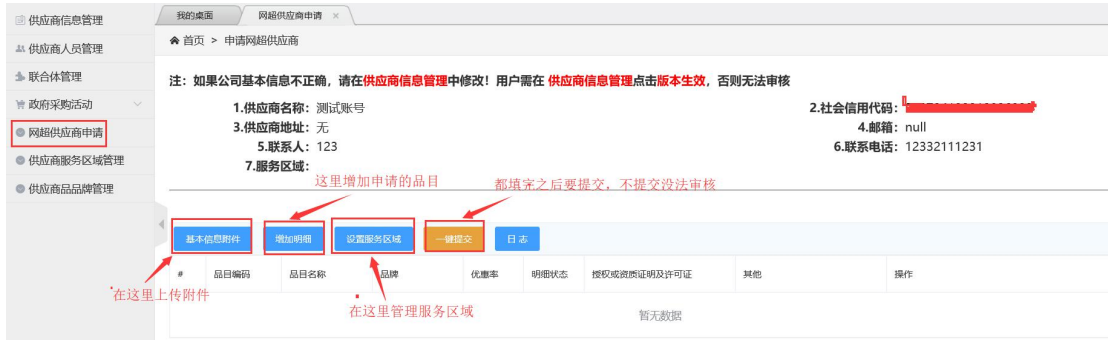 供应商信息管理
供应商人员管理
联合体管理
政府采购活动
网超供应商申请
供应商服务区域管理
供应商品品牌管理
我的桌面 网超供应商申请 ×
首页 > 申请网超供应商
注：如果公司基本信息不正确，请在供应商信息管理中修改！用户需在 供应商信息管理点击版本生效，否则无法审核
1.供应商名称：测试账号 2.社会信用代码：
3.供应商地址：无 4.邮箱：null
5.联系人：123 6.联系电话：12332111231
7.服务区域：
这里增加申请的品目 都填完之后要提交，不提交没法审核
基本信息附件 增加明细 设置服务区域 一键提交 日志
# 品目编码 品目名称 品牌 优惠率 明细状态 授权或资质证明及许可证 其他 操作
在这里上传附件
在这里管理服务区域
暂无数据